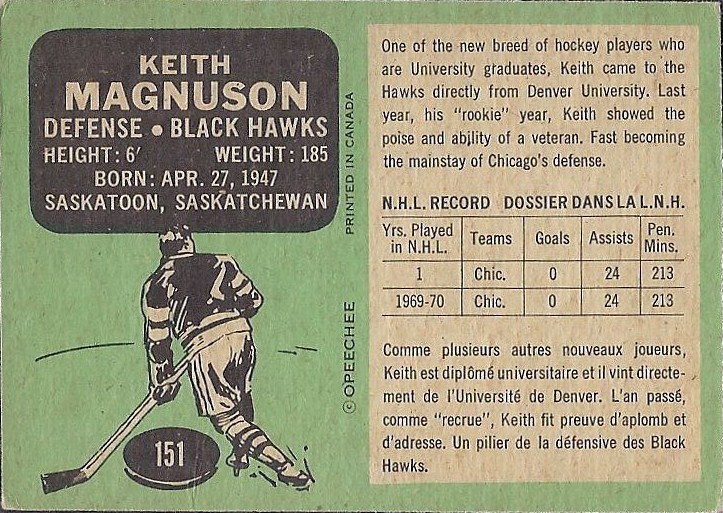 KEITH
MAGNUSON
DEFENSE • BLACK HAWKS
HEIGHT: 6′ WEIGHT: 185
BORN: APR. 27, 1947
SASKATOON, SASKATCHEWAN
151
PRINTED IN CANADA
© OPEECHEE
One of the new breed of hockey players who
are University graduates, Keith came to the
Hawks directly from Denver University. Last
year, his "rookie" year, Keith showed the
poise and ability of a veteran. Fast becoming
the mainstay of Chicago's defense.
N.H.L. RECORD DOSSIER DANS LA L.N.H.
Yrs. Played in N.H.L. Teams Goals Assists Pen. Mins.
1 Chic. 0 24 213
1969-70 Chic. 0 24 213
Comme plusieurs autres nouveaux joueurs,
Keith est diplômé universitaire et il vint directe-
ment de l'Université de Denver. L'an passé,
comme "recrue", Keith fit preuve d'aplomb et
d'adresse. Un pilier de la défensive des Black
Hawks.